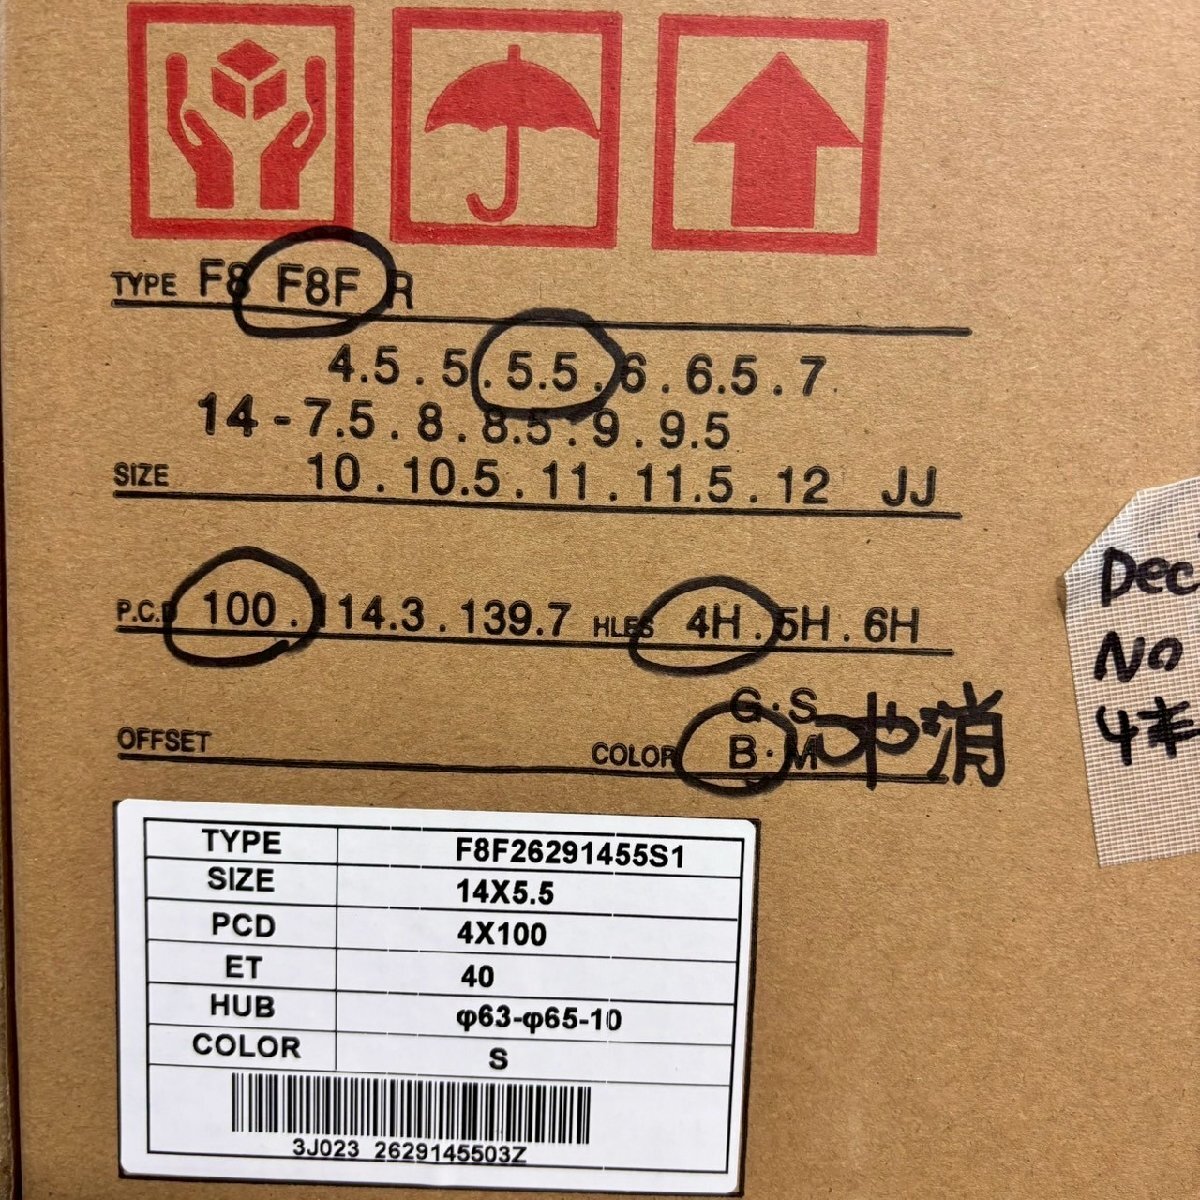 TYPE F8 F8F R
4.5 . 5 . 5.5 . 6 . 6.5 . 7
14 - 7.5 . 8 . 8.5 . 9 . 9.5
SIZE 10 . 10.5 . 11 . 11.5 . 12 JJ
P.C.D 100 . 114.3 . 139.7 HLES 4H . 5H . 6H
G · S
OFFSET COLOR B · M つや消
Dec
No
4本
TYPE F8F26291455S1
SIZE 14X5.5
PCD 4X100
ET 40
HUB φ63-φ65-10
COLOR S
3J023 2629145503Z